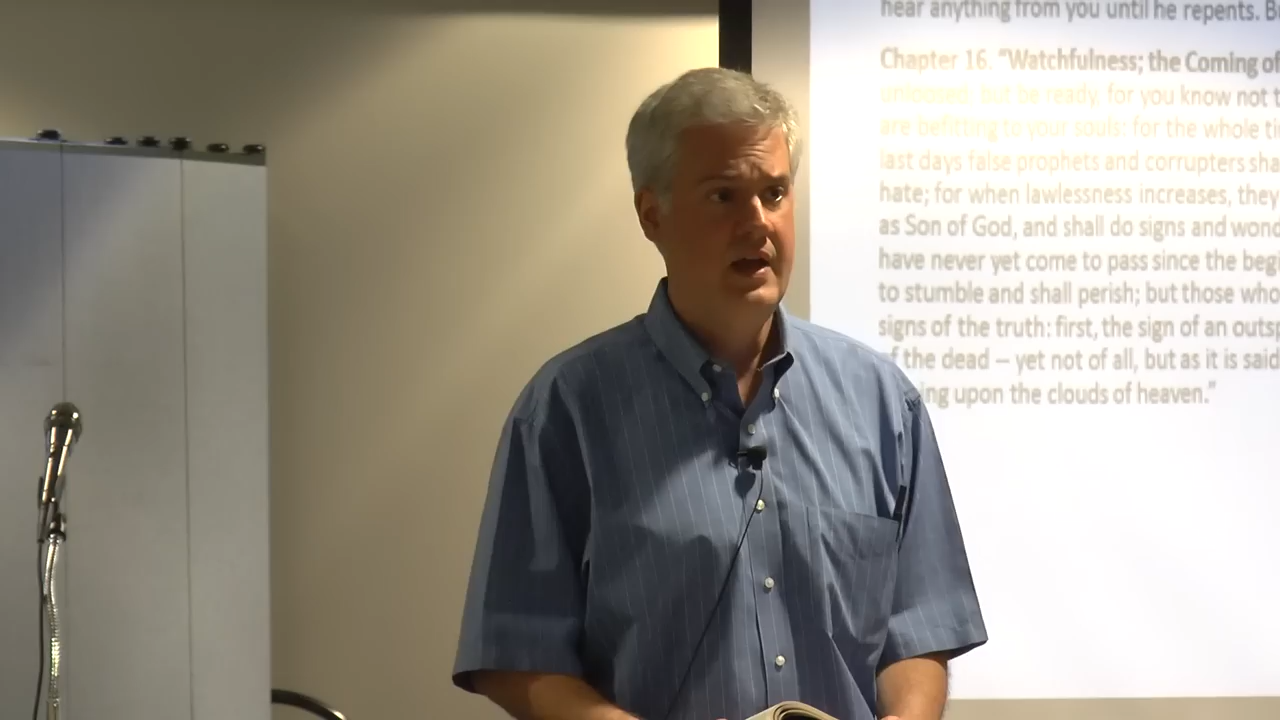 hear anything from you until he repents. B
Chapter 16. “Watchfulness; the Coming of
unloosed; but be ready, for you know not t
are befitting to your souls: for the whole ti
last days false prophets and corrupters sha
hate; for when lawlessness increases, they
as Son of God, and shall do signs and wond
have never yet come to pass since the begi
to stumble and shall perish; but those who
signs of the truth: first, the sign of an outs
of the dead – yet not of all, but as it is said
ing upon the clouds of heaven.”